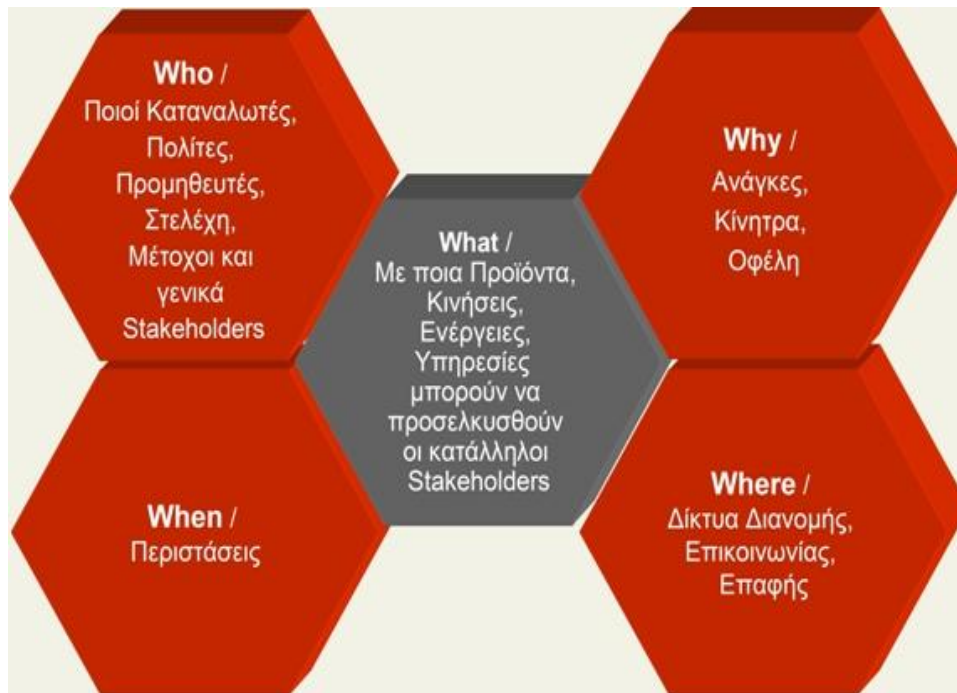 Who /
Ποιοί Καταναλωτές,
Πολίτες,
Προμηθευτές,
Στελέχη,
Μέτοχοι και
γενικά
Stakeholders
Why /
Ανάγκες,
Κίνητρα,
Οφέλη
What /
Με ποια Προϊόντα,
Κινήσεις,
Ενέργειες,
Υπηρεσίες
μπορούν να
προσελκυσθούν
οι κατάλληλοι
Stakeholders
When /
Περιστάσεις
Where /
Δίκτυα Διανομής,
Επικοινωνίας,
Επαφής